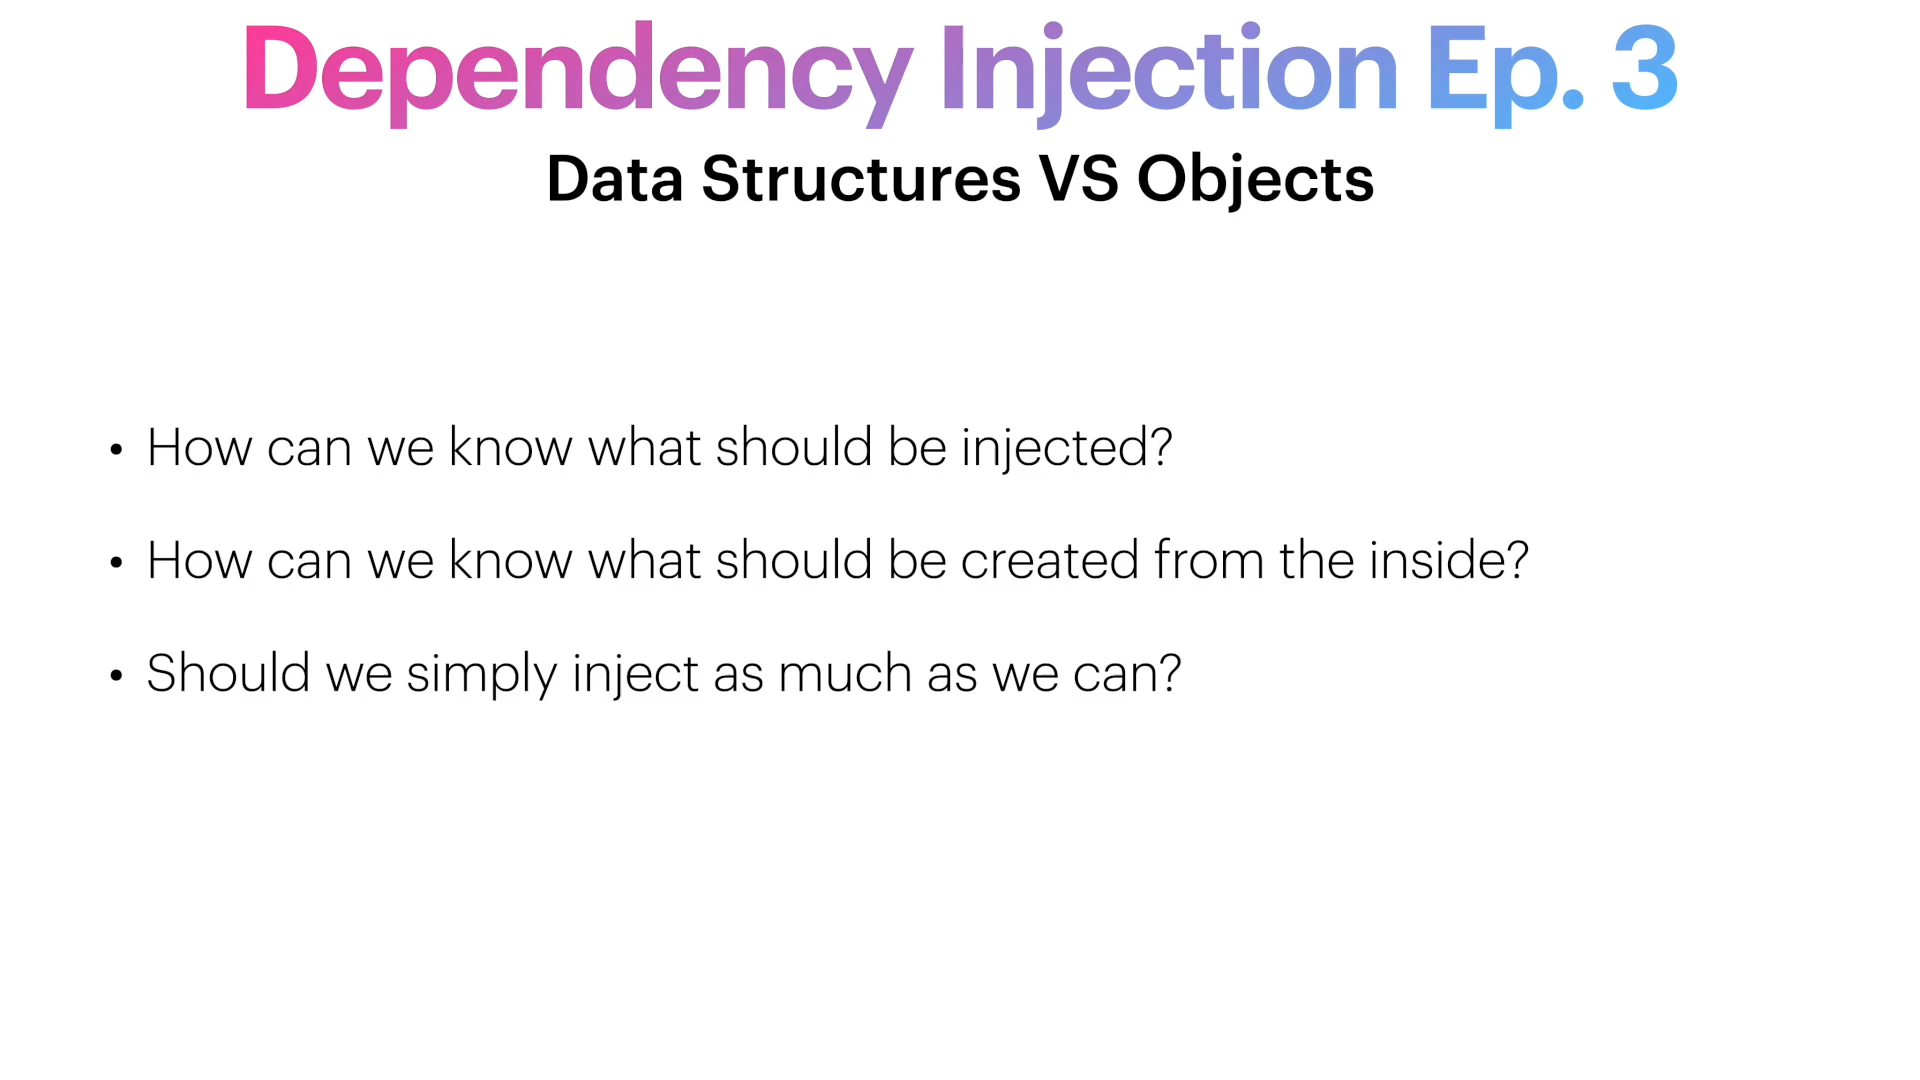 Dependency Injection Ep. 3
Data Structures VS Objects
• How can we know what should be injected?
• How can we know what should be created from the inside?
• Should we simply inject as much as we can?